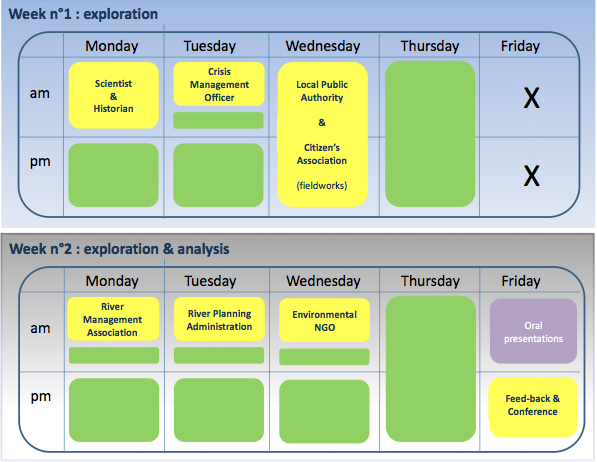 Week n°1 : exploration
Monday
Tuesday
Wednesday
Thursday
Friday
am
Scientist
&
Historian
Crisis
Management
Officer
Local Public
Authority
&
Citizen's
Association
(fieldworks)
X
pm
X
Week n°2 : exploration & analysis
Monday
Tuesday
Wednesday
Thursday
Friday
am
River
Management
Association
River Planning
Administration
Environmental
NGO
Oral
presentations
pm
Feed-back &
Conference